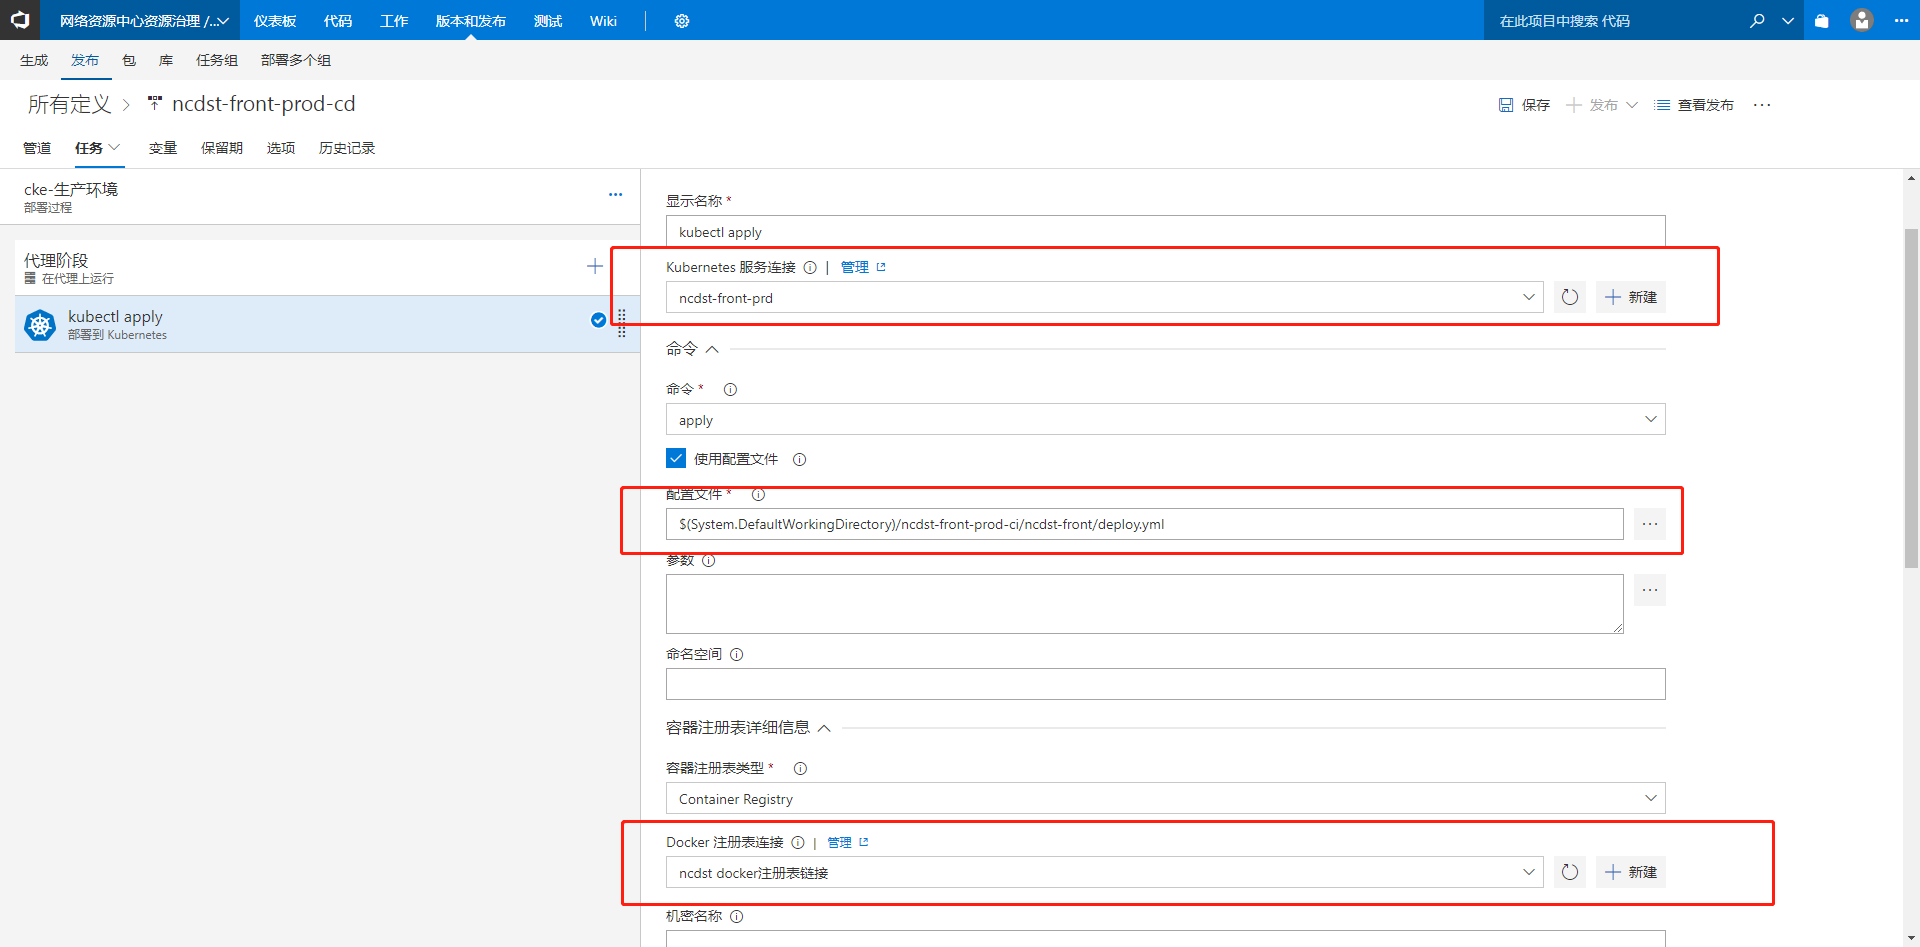 网络资源中心资源治理 /... 仪表板 代码 工作 版本和发布 测试 Wiki 在此项目中搜索 代码
生成 发布 包 库 任务组 部署多个组
所有定义 ncdst-front-prod-cd 保存 发布 查看发布
管道 任务 变量 保留期 选项 历史记录
cke-生产环境
部署过程
代理阶段
在代理上运行
kubectl apply
部署到 Kubernetes
显示名称 *
kubectl apply
Kubernetes 服务连接 | 管理
ncdst-front-prd 新建
命令
命令 *
apply
使用配置文件
配置文件 *
$(System.DefaultWorkingDirectory)/ncdst-front-prod-ci/ncdst-front/deploy.yml
参数
命名空间
容器注册表详细信息
容器注册表类型 *
Container Registry
Docker 注册表连接 | 管理
ncdst docker注册表链接 新建
机密名称